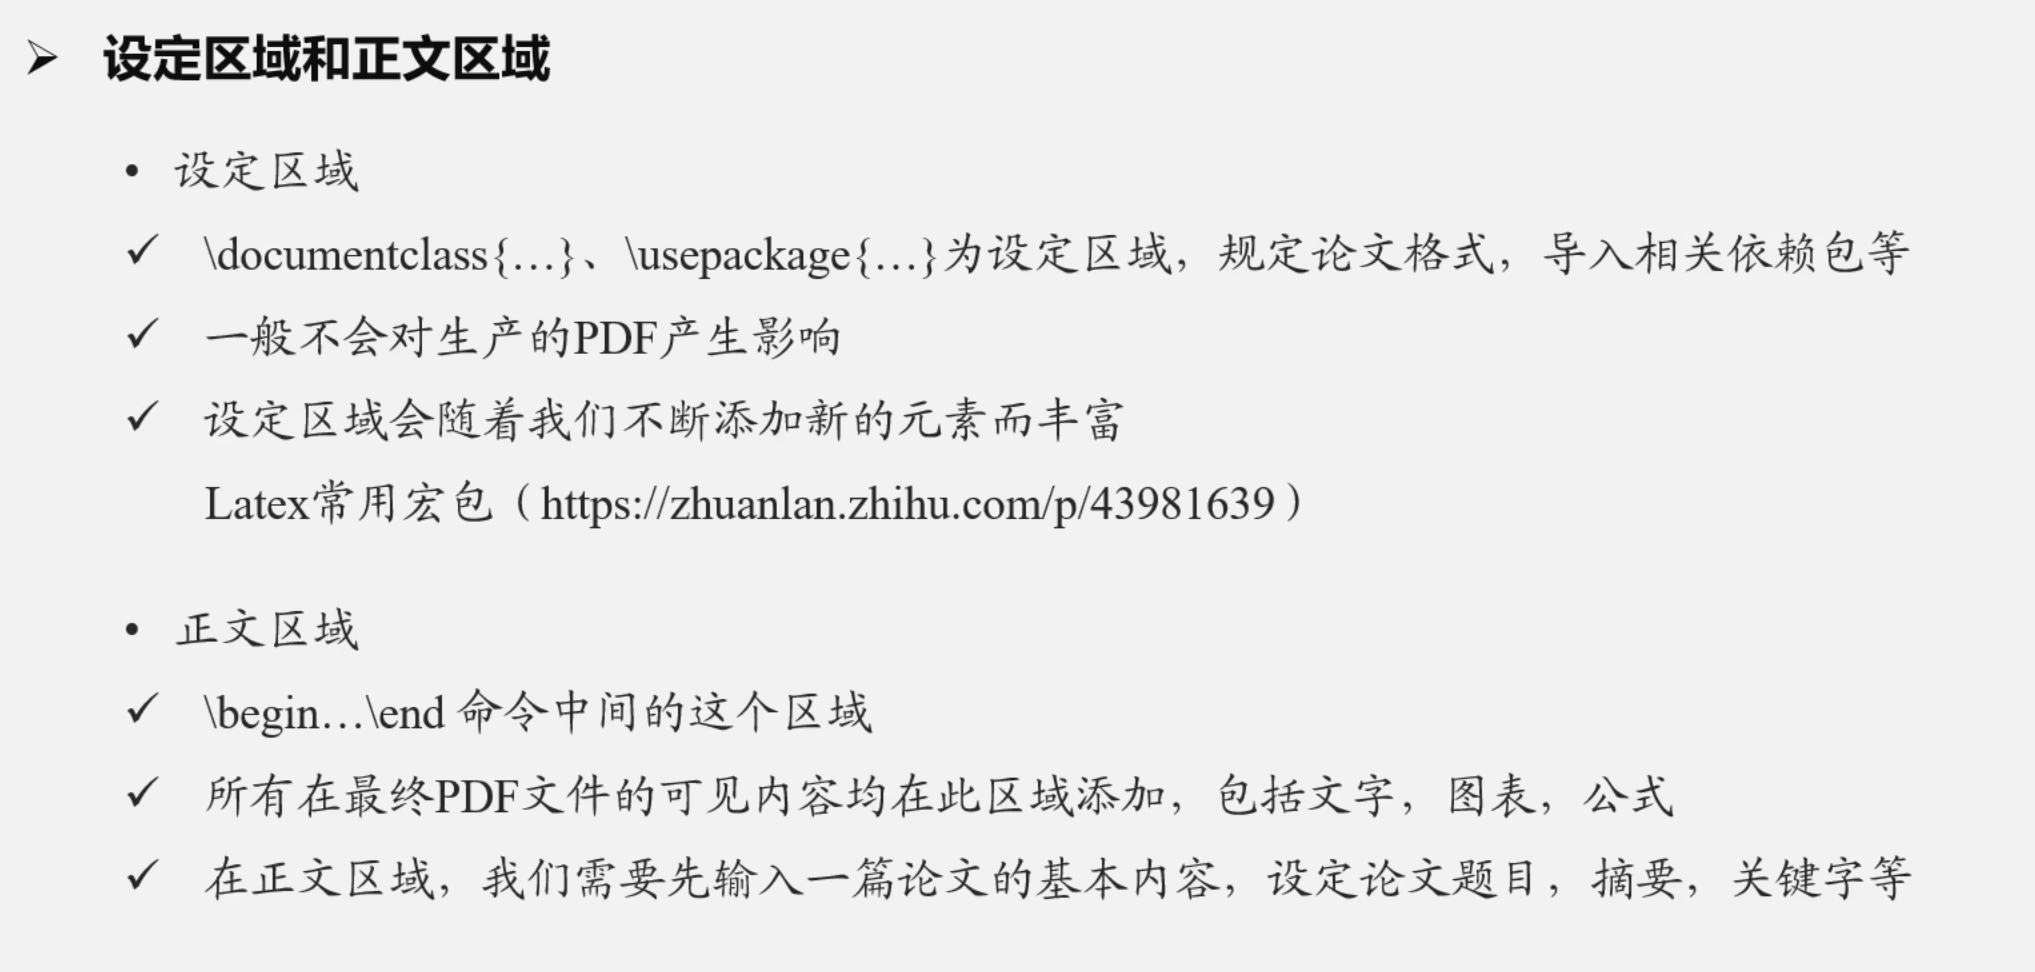 ➢ 设定区域和正文区域
• 设定区域
✓ \documentclass{…}、\usepackage{…}为设定区域，规定论文格式，导入相关依赖包等
✓ 一般不会对生产的PDF产生影响
✓ 设定区域会随着我们不断添加新的元素而丰富
Latex常用宏包（https://zhuanlan.zhihu.com/p/43981639）
• 正文区域
✓ \begin…\end 命令中间的这个区域
✓ 所有在最终PDF文件的可见内容均在此区域添加，包括文字，图表，公式
✓ 在正文区域，我们需要先输入一篇论文的基本内容，设定论文题目，摘要，关键字等